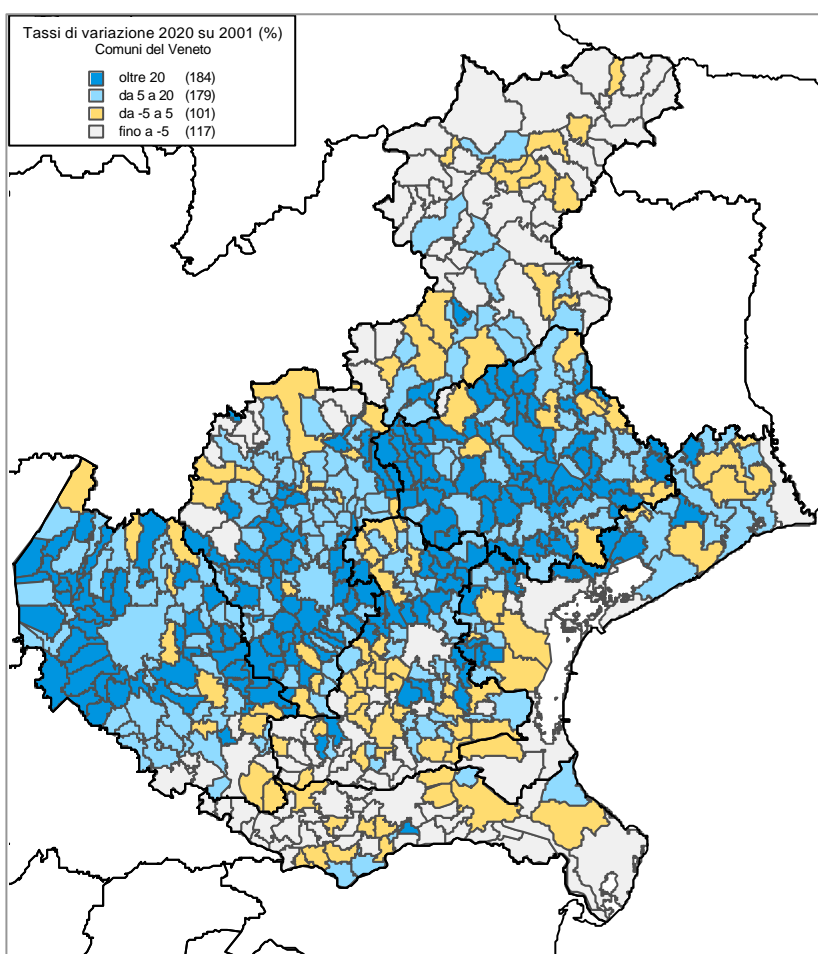 Tassi di variazione 2020 su 2001 (%)
Comuni del Veneto
oltre 20 (184)
da 5 a 20 (179)
da -5 a 5 (101)
fino a -5 (117)